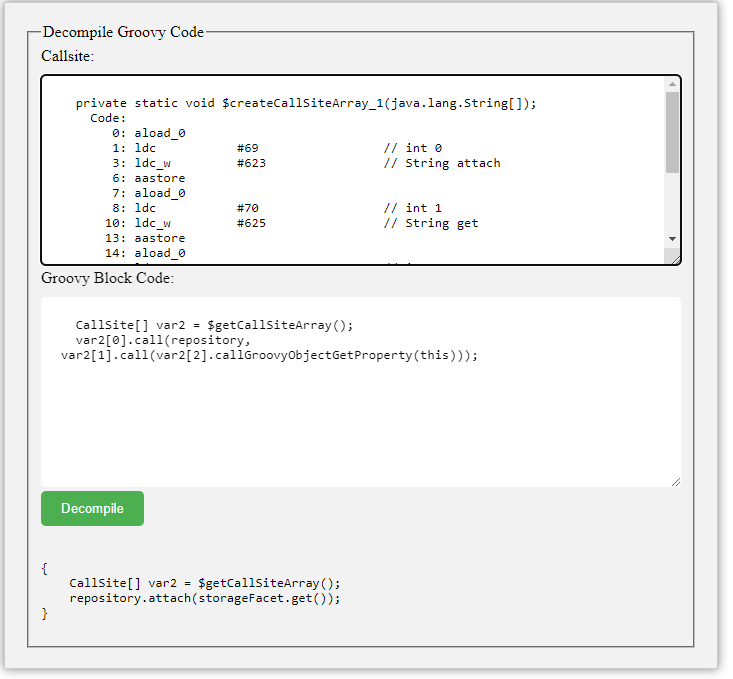 Decompile Groovy Code
Callsite:
private static void $createCallSiteArray_1(java.lang.String[]);
Code:
0: aload_0
1: ldc #69 // int 0
3: ldc_w #623 // String attach
6: aastore
7: aload_0
8: ldc #70 // int 1
10: ldc_w #625 // String get
13: aastore
14: aload_0
Groovy Block Code:
CallSite[] var2 = $getCallSiteArray();
var2[0].call(repository,
var2[1].call(var2[2].callGroovyObjectGetProperty(this)));
Decompile
{
CallSite[] var2 = $getCallSiteArray();
repository.attach(storageFacet.get());
}